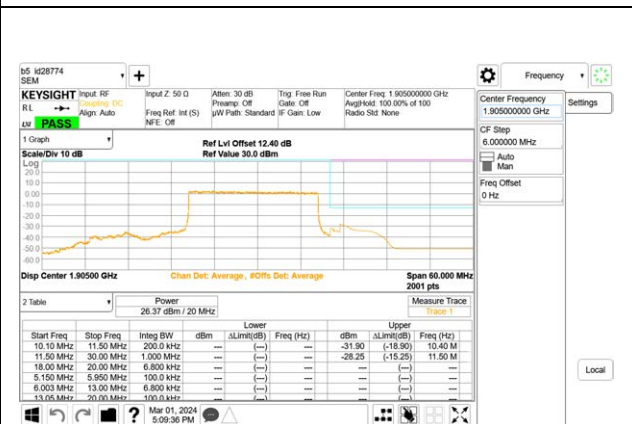 b5 id28774
SEM
Frequency
KEYSIGHT Input: RF Input Z: 50 Ω Atten: 30 dB Trig: Free Run Center Freq: 1.905000000 GHz
RL Coupling: DC Preamp: Off Gate: Off Avg|Hold: 100.00% of 100
Align: Auto Freq Ref: Int (S) µW Path: Standard IF Gain: Low Radio Std: None
LM PASS NFE: Off
Center Frequency
1.905000000 GHz
Settings
CF Step
6.000000 MHz
Auto
Man
Freq Offset
0 Hz
Local
1 Graph
Ref Lvl Offset 12.40 dB
Scale/Div 10 dB Ref Value 30.0 dBm
Log
20.0
10.0
0.00
-10.0
-20.0
-30.0
-40.0
-50.0
-60.0
Disp Center 1.90500 GHz Chan Det: Average , #Offs Det: Average Span 60.000 MHz
2001 pts
2 Table Power Measure Trace
26.37 dBm / 20 MHz Trace 1
Lower Upper
Start Freq Stop Freq Integ BW dBm ΔLimit(dB) Freq (Hz) dBm ΔLimit(dB) Freq (Hz)
10.10 MHz 11.50 MHz 200.0 kHz --- (---) --- -31.90 (-18.90) 10.40 M
11.50 MHz 30.00 MHz 1.000 MHz --- (---) --- -28.25 (-15.25) 11.50 M
18.00 MHz 20.00 MHz 6.800 kHz --- (---) --- --- (---) ---
5.150 MHz 5.950 MHz 100.0 kHz --- (---) --- --- (---) ---
6.003 MHz 13.00 MHz 6.800 kHz --- (---) --- --- (---) ---
13.05 MHz 20.00 MHz 100.0 kHz --- (---) --- --- (---) ---
Mar 01, 2024
5:09:36 PM